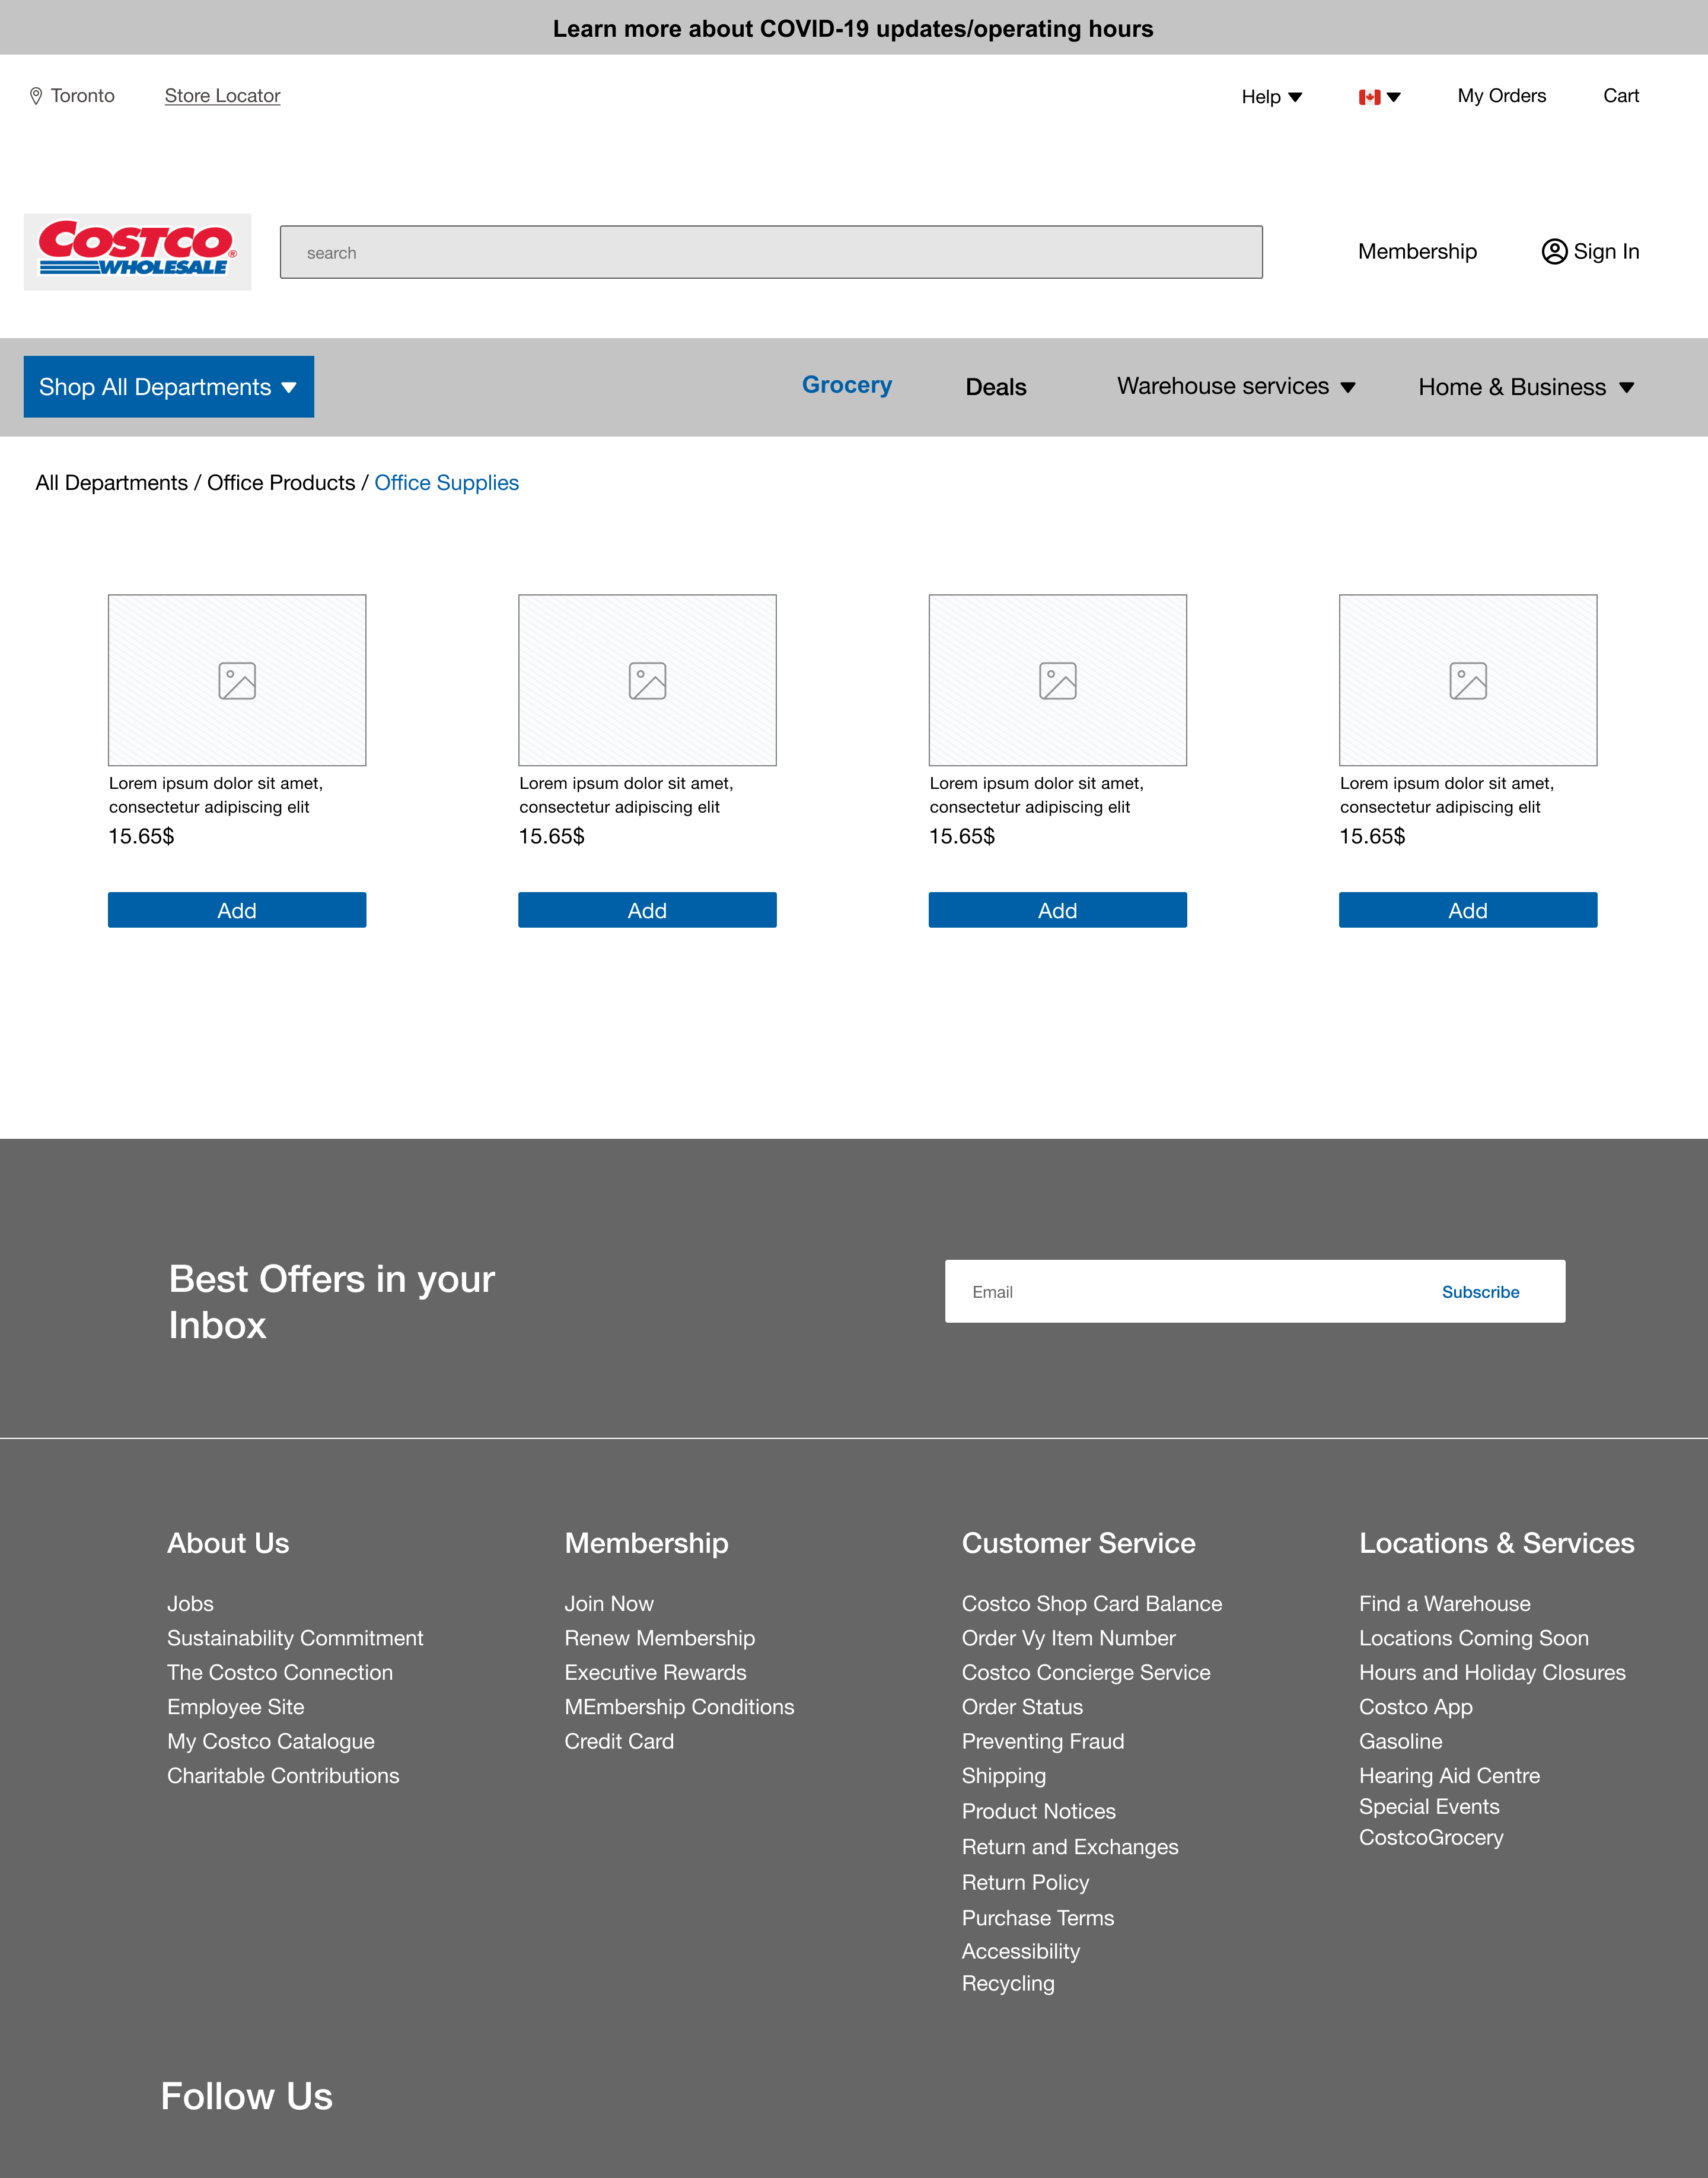 Learn more about COVID-19 updates/operating hours
Toronto
Store Locator
Help
My Orders
Cart
COSTCO®
WHOLESALE
search
Membership
Sign In
Shop All Departments
Grocery
Deals
Warehouse services
Home & Business
All Departments / Office Products / Office Supplies
Lorem ipsum dolor sit amet,
consectetur adipiscing elit
15.65$
Add
Lorem ipsum dolor sit amet,
consectetur adipiscing elit
15.65$
Add
Lorem ipsum dolor sit amet,
consectetur adipiscing elit
15.65$
Add
Lorem ipsum dolor sit amet,
consectetur adipiscing elit
15.65$
Add
Best Offers in your
Inbox
Email
Subscribe
About Us
Jobs
Sustainability Commitment
The Costco Connection
Employee Site
My Costco Catalogue
Charitable Contributions
Membership
Join Now
Renew Membership
Executive Rewards
MEmbership Conditions
Credit Card
Customer Service
Costco Shop Card Balance
Order Vy Item Number
Costco Concierge Service
Order Status
Preventing Fraud
Shipping
Product Notices
Return and Exchanges
Return Policy
Purchase Terms
Accessibility
Recycling
Locations & Services
Find a Warehouse
Locations Coming Soon
Hours and Holiday Closures
Costco App
Gasoline
Hearing Aid Centre
Special Events
CostcoGrocery
Follow Us